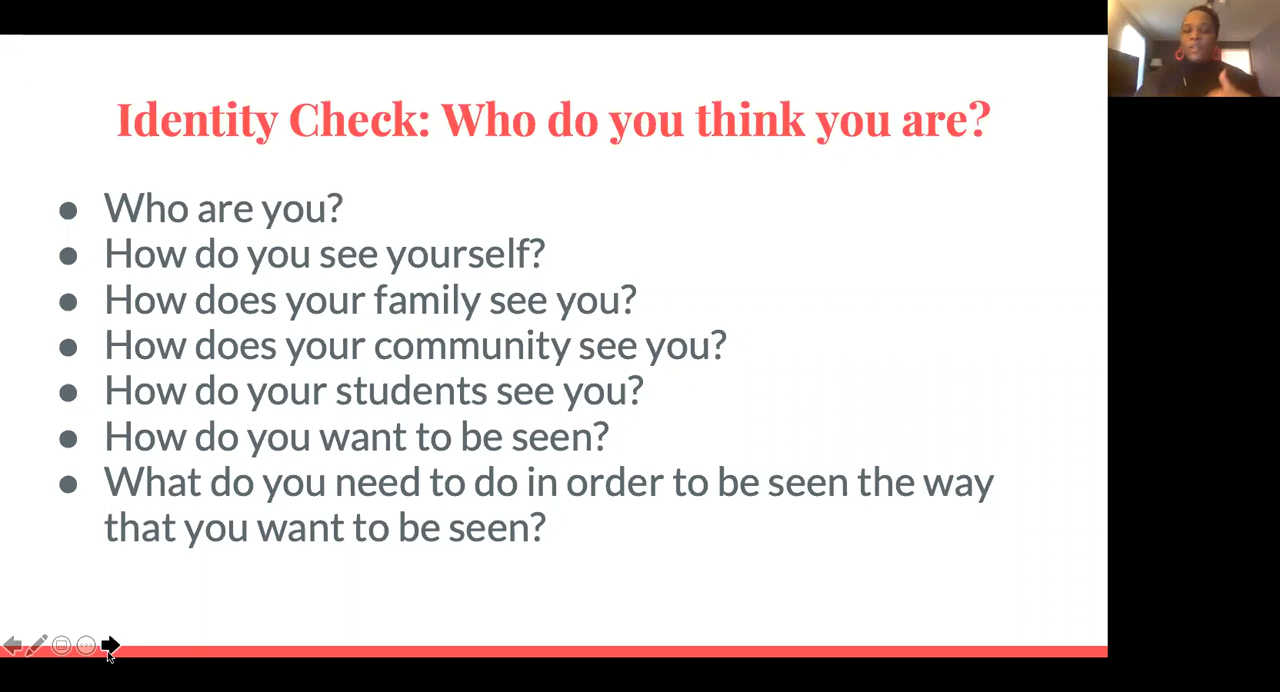 Identity Check: Who do you think you are?
● Who are you?
● How do you see yourself?
● How does your family see you?
● How does your community see you?
● How do your students see you?
● How do you want to be seen?
● What do you need to do in order to be seen the way
that you want to be seen?